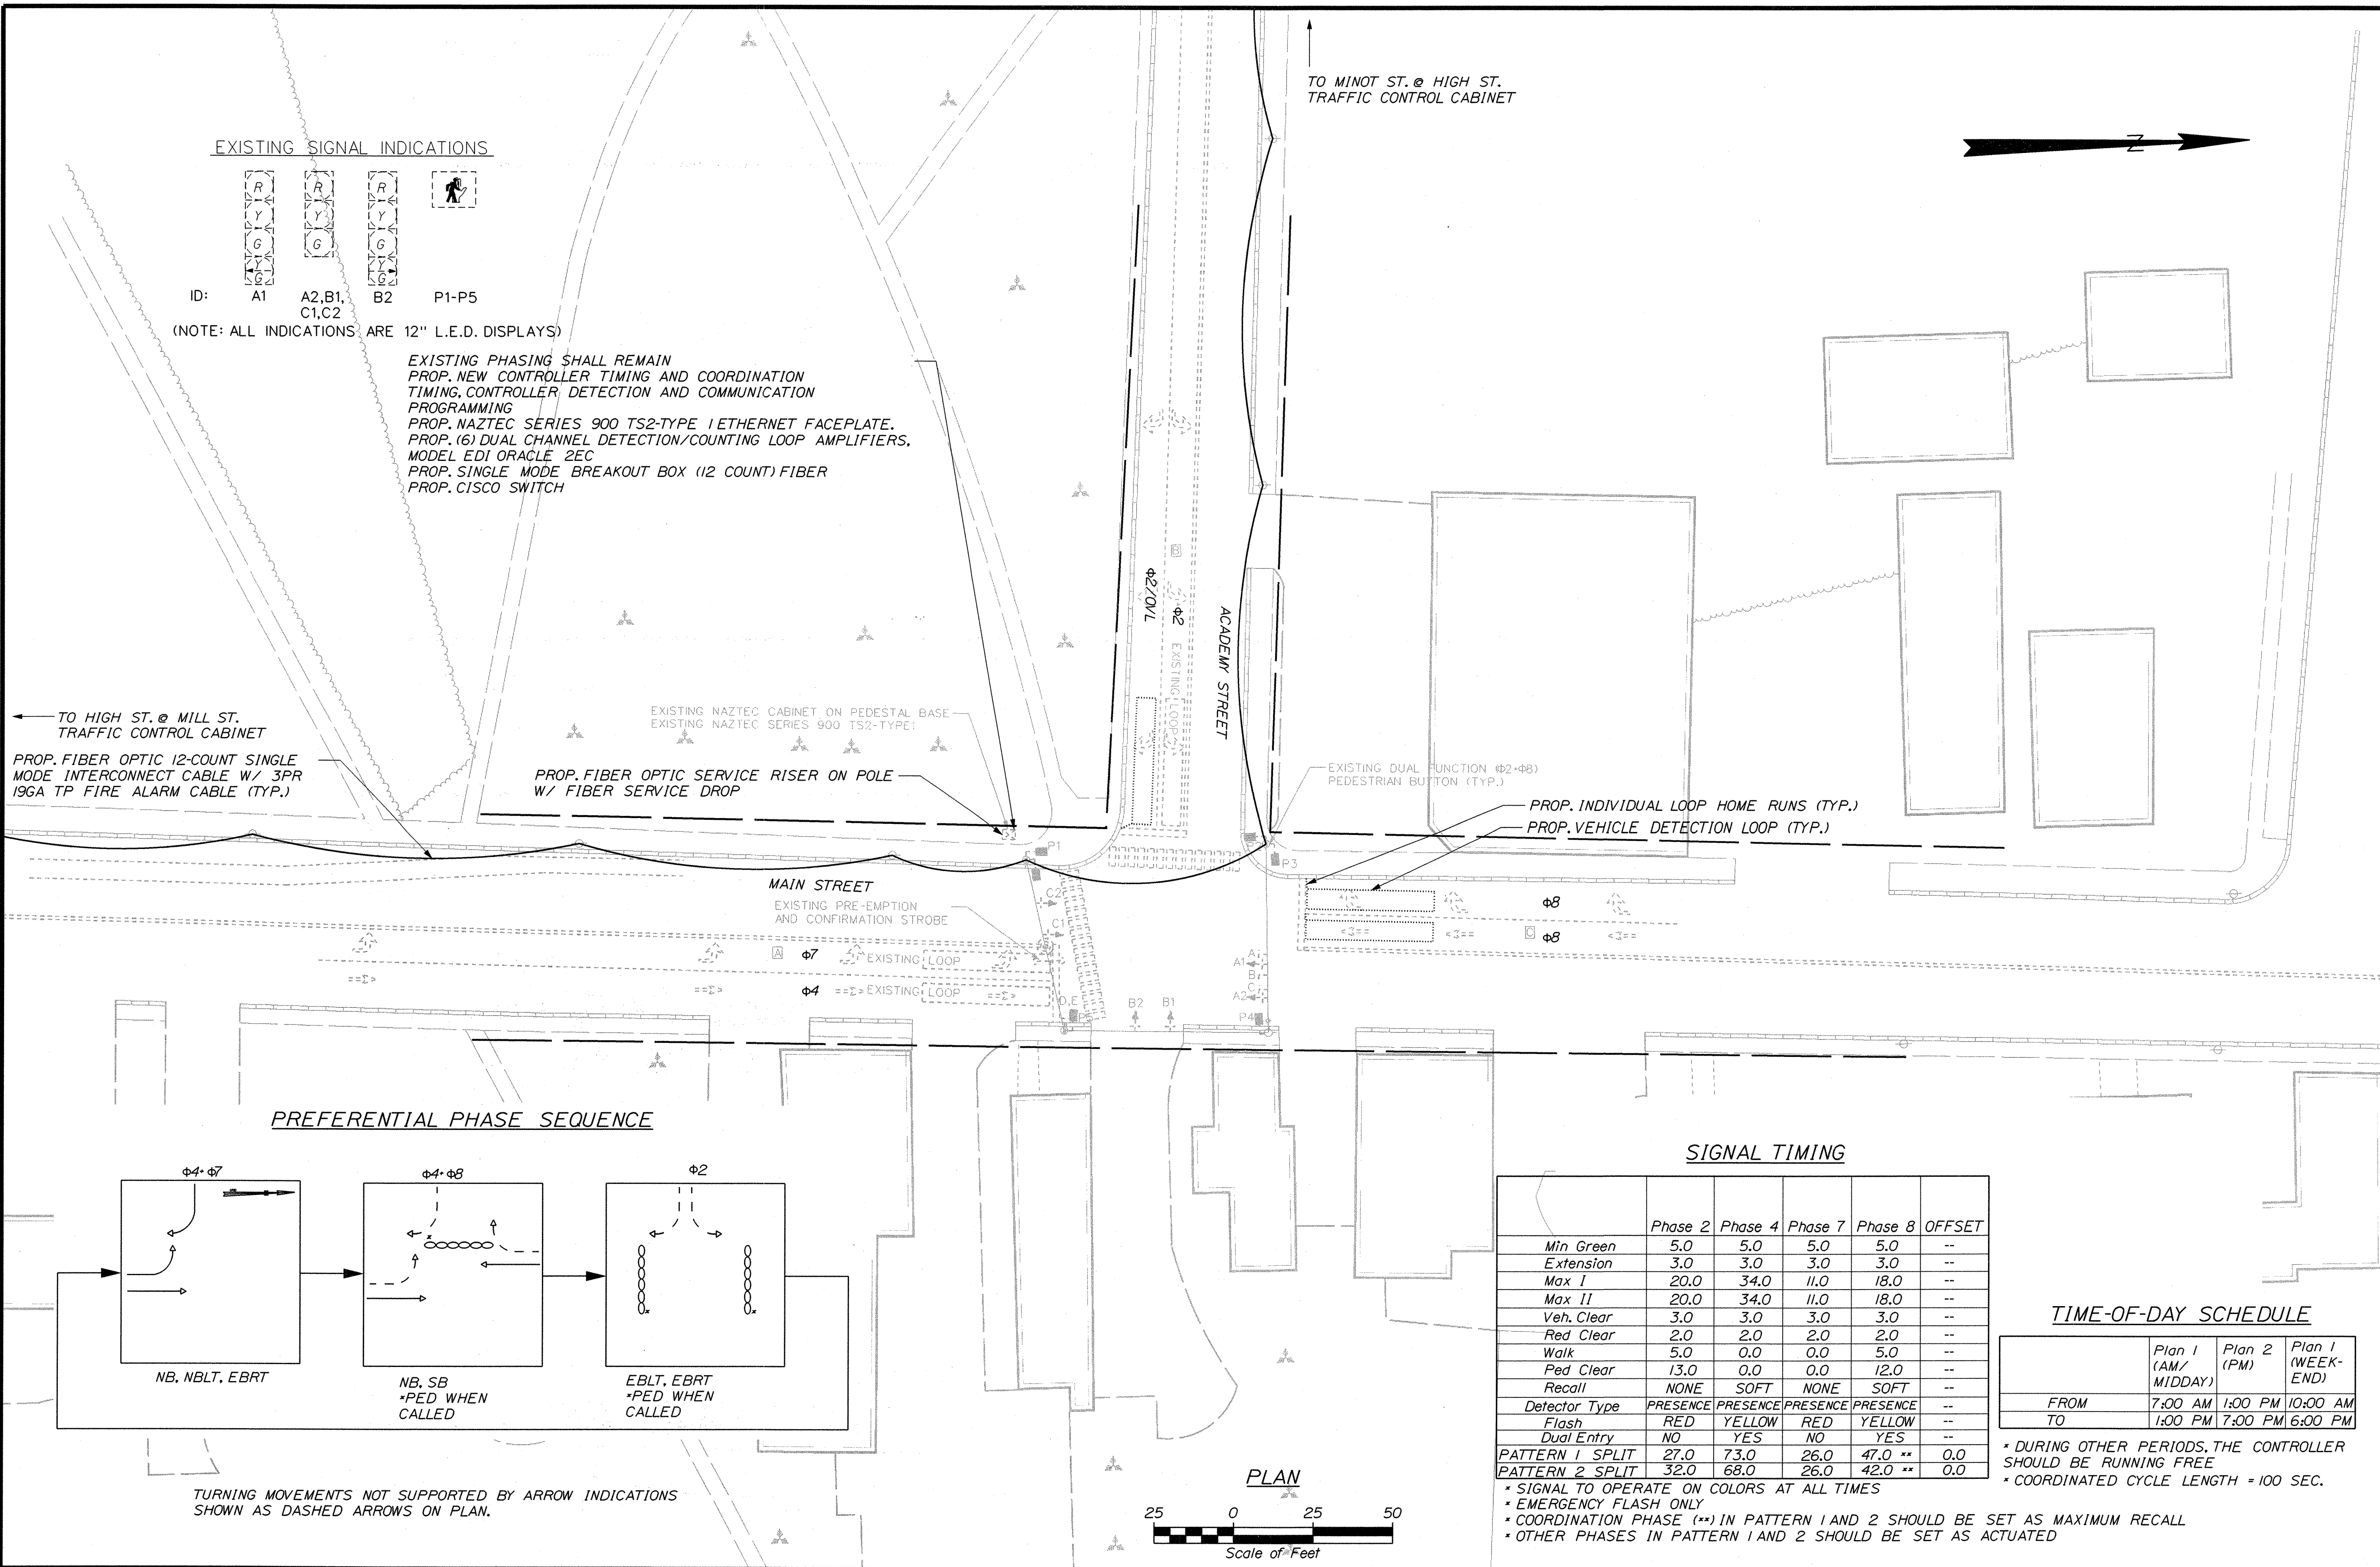 TO MINOT ST. @ HIGH ST.
TRAFFIC CONTROL CABINET
Z
EXISTING SIGNAL INDICATIONS
R R R
Y Y Y
G G G
Y Y
G G
ID: A1 A2,B1, B2 P1-P5
C1,C2
(NOTE: ALL INDICATIONS ARE 12" L.E.D. DISPLAYS)
EXISTING PHASING SHALL REMAIN
PROP. NEW CONTROLLER TIMING AND COORDINATION
TIMING, CONTROLLER DETECTION AND COMMUNICATION
PROGRAMMING
PROP. NAZTEC SERIES 900 TS2-TYPE 1 ETHERNET FACEPLATE.
PROP. (6) DUAL CHANNEL DETECTION/COUNTING LOOP AMPLIFIERS,
MODEL EDI ORACLE 2EC
PROP. SINGLE MODE BREAKOUT BOX (12 COUNT) FIBER
PROP. CISCO SWITCH
B
Φ2/OVL
Φ2
EXISTING LOOP
ACADEMY STREET
TO HIGH ST. @ MILL ST.
TRAFFIC CONTROL CABINET
PROP. FIBER OPTIC 12-COUNT SINGLE
MODE INTERCONNECT CABLE W/ 3PR
19GA TP FIRE ALARM CABLE (TYP.)
EXISTING NAZTEC CABINET ON PEDESTAL BASE
EXISTING NAZTEC SERIES 900 TS2-TYPE1
PROP. FIBER OPTIC SERVICE RISER ON POLE
W/ FIBER SERVICE DROP
EXISTING DUAL FUNCTION (Φ2+Φ8)
PEDESTRIAN BUTTON (TYP.)
PROP. INDIVIDUAL LOOP HOME RUNS (TYP.)
PROP. VEHICLE DETECTION LOOP (TYP.)
P1
P3
MAIN STREET
EXISTING PRE-EMPTION
AND CONFIRMATION STROBE
C2
C1
Φ8
C Φ8
A Φ7 EXISTING LOOP
Φ4 EXISTING LOOP
A
A1
B
C
A2
P4
D,E
B2 B1
PREFERENTIAL PHASE SEQUENCE
Φ4+Φ7 Φ4+Φ8 Φ2
NB, NBLT, EBRT
NB, SB
*PED WHEN
CALLED
EBLT, EBRT
*PED WHEN
CALLED
TURNING MOVEMENTS NOT SUPPORTED BY ARROW INDICATIONS
SHOWN AS DASHED ARROWS ON PLAN.
PLAN
25 0 25 50
Scale of Feet
SIGNAL TIMING
Phase 2 Phase 4 Phase 7 Phase 8 OFFSET
Min Green 5.0 5.0 5.0 5.0 --
Extension 3.0 3.0 3.0 3.0 --
Max I 20.0 34.0 11.0 18.0 --
Max II 20.0 34.0 11.0 18.0 --
Veh. Clear 3.0 3.0 3.0 3.0 --
Red Clear 2.0 2.0 2.0 2.0 --
Walk 5.0 0.0 0.0 5.0 --
Ped Clear 13.0 0.0 0.0 12.0 --
Recall NONE SOFT NONE SOFT --
Detector Type PRESENCE PRESENCE PRESENCE PRESENCE --
Flash RED YELLOW RED YELLOW --
Dual Entry NO YES NO YES --
PATTERN 1 SPLIT 27.0 73.0 26.0 47.0 ** 0.0
PATTERN 2 SPLIT 32.0 68.0 26.0 42.0 ** 0.0
* SIGNAL TO OPERATE ON COLORS AT ALL TIMES
* EMERGENCY FLASH ONLY
* COORDINATION PHASE (**) IN PATTERN 1 AND 2 SHOULD BE SET AS MAXIMUM RECALL
* OTHER PHASES IN PATTERN 1 AND 2 SHOULD BE SET AS ACTUATED
TIME-OF-DAY SCHEDULE
Plan 1 Plan 2 Plan 1
(AM/ (PM) (WEEK-
MIDDAY) END)
FROM 7:00 AM 1:00 PM 10:00 AM
TO 1:00 PM 7:00 PM 6:00 PM
* DURING OTHER PERIODS, THE CONTROLLER
SHOULD BE RUNNING FREE
* COORDINATED CYCLE LENGTH = 100 SEC.